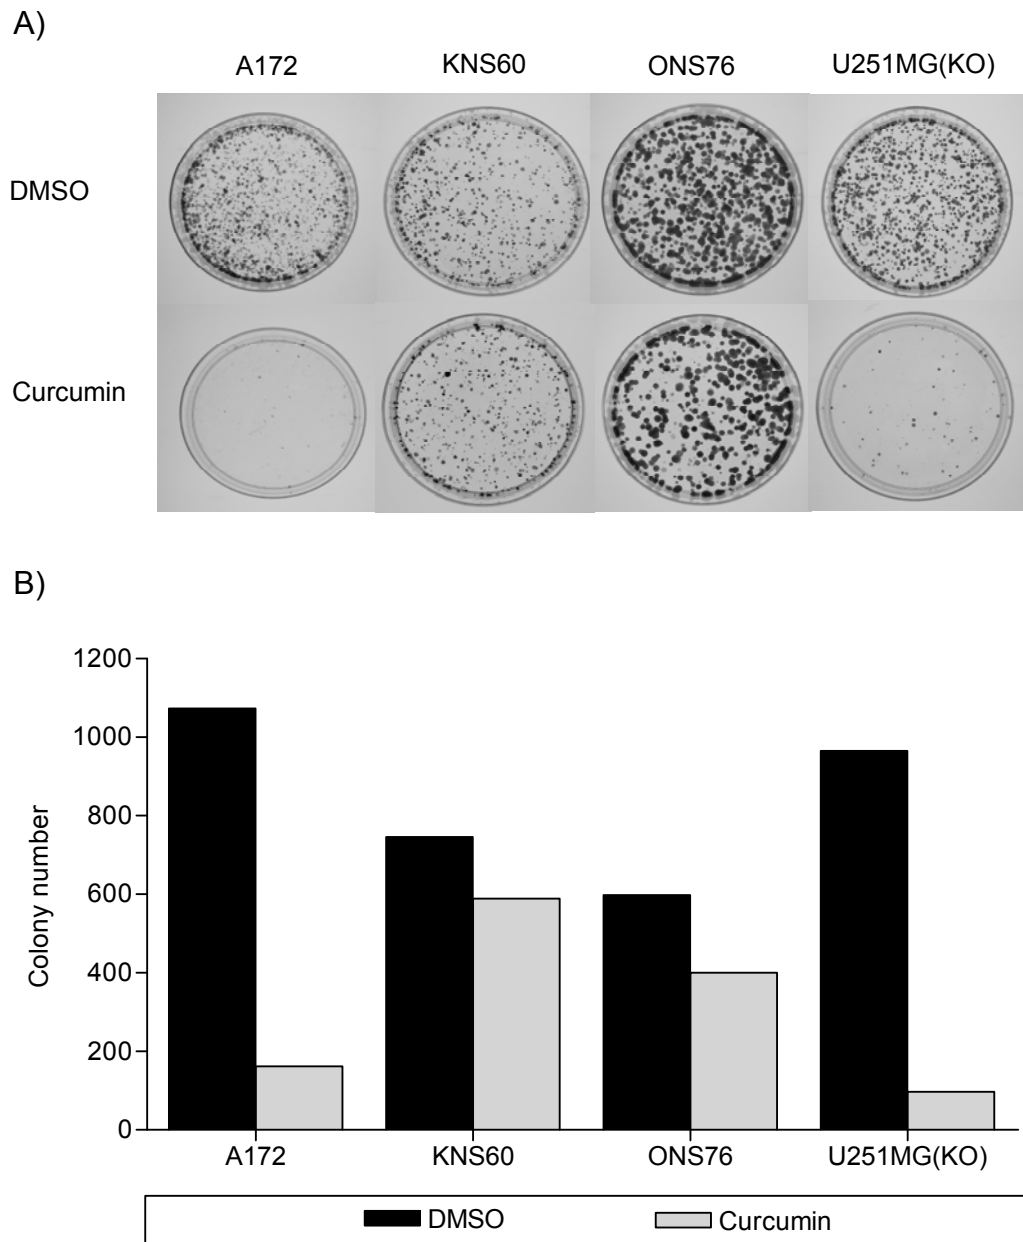 A)
A172 KNS60 ONS76 U251MG(KO)
DMSO
Curcumin
B)
1200
1000
800
600
400
200
0
Colony number
A172 KNS60 ONS76 U251MG(KO)
DMSO Curcumin